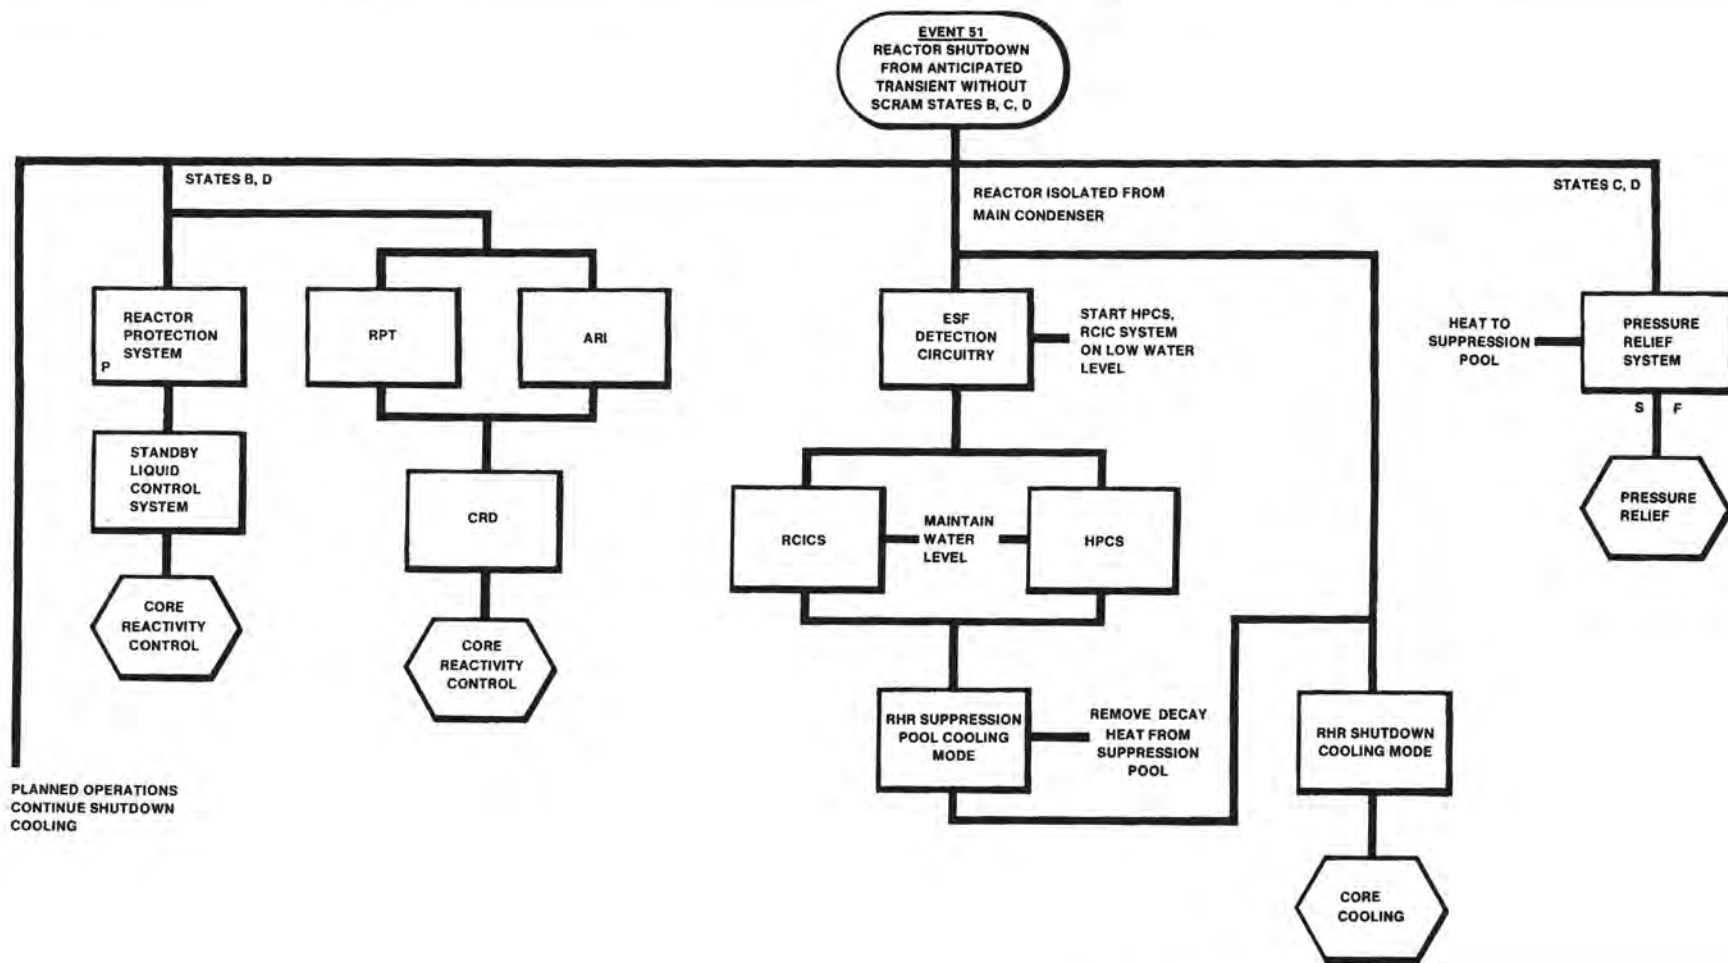 EVENT 51
REACTOR SHUTDOWN
FROM ANTICIPATED
TRANSIENT WITHOUT
SCRAM STATES B, C, D
STATES B, D
REACTOR ISOLATED FROM
MAIN CONDENSER
STATES C, D
REACTOR
PROTECTION
SYSTEM
P
RPT
ARI
ESF
DETECTION
CIRCUITRY
START HPCS,
RCIC SYSTEM
ON LOW WATER
LEVEL
HEAT TO
SUPPRESSION
POOL
PRESSURE
RELIEF
SYSTEM
S F
STANDBY
LIQUID
CONTROL
SYSTEM
CRD
RCICS
MAINTAIN
WATER
LEVEL
HPCS
PRESSURE
RELIEF
CORE
REACTIVITY
CONTROL
CORE
REACTIVITY
CONTROL
RHR SUPPRESSION
POOL COOLING
MODE
REMOVE DECAY
HEAT FROM
SUPPRESSION
POOL
RHR SHUTDOWN
COOLING MODE
PLANNED OPERATIONS
CONTINUE SHUTDOWN
COOLING
CORE
COOLING